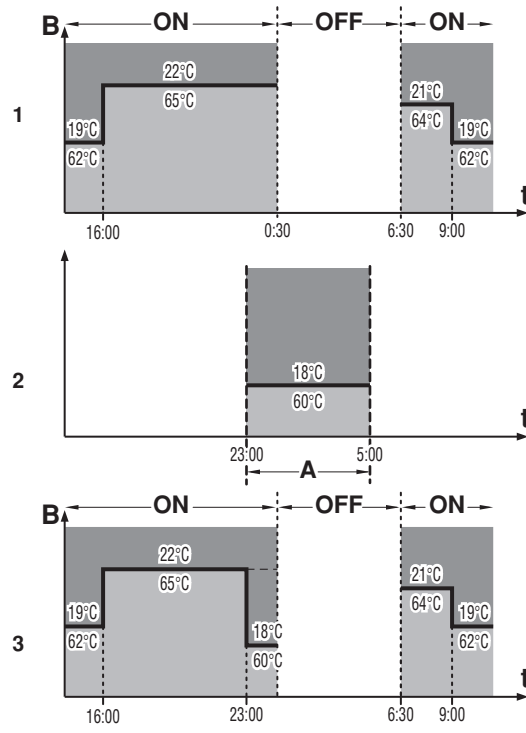 B ON OFF ON
22°C 21°C
65°C 64°C
1
19°C 19°C
62°C 62°C
t
16:00 0:30 6:30 9:00
2
18°C
60°C
t
23:00 5:00
A
B ON OFF ON
22°C 21°C
65°C 64°C
19°C 18°C 19°C
62°C 60°C 62°C
3
t
16:00 23:00 6:30 9:00